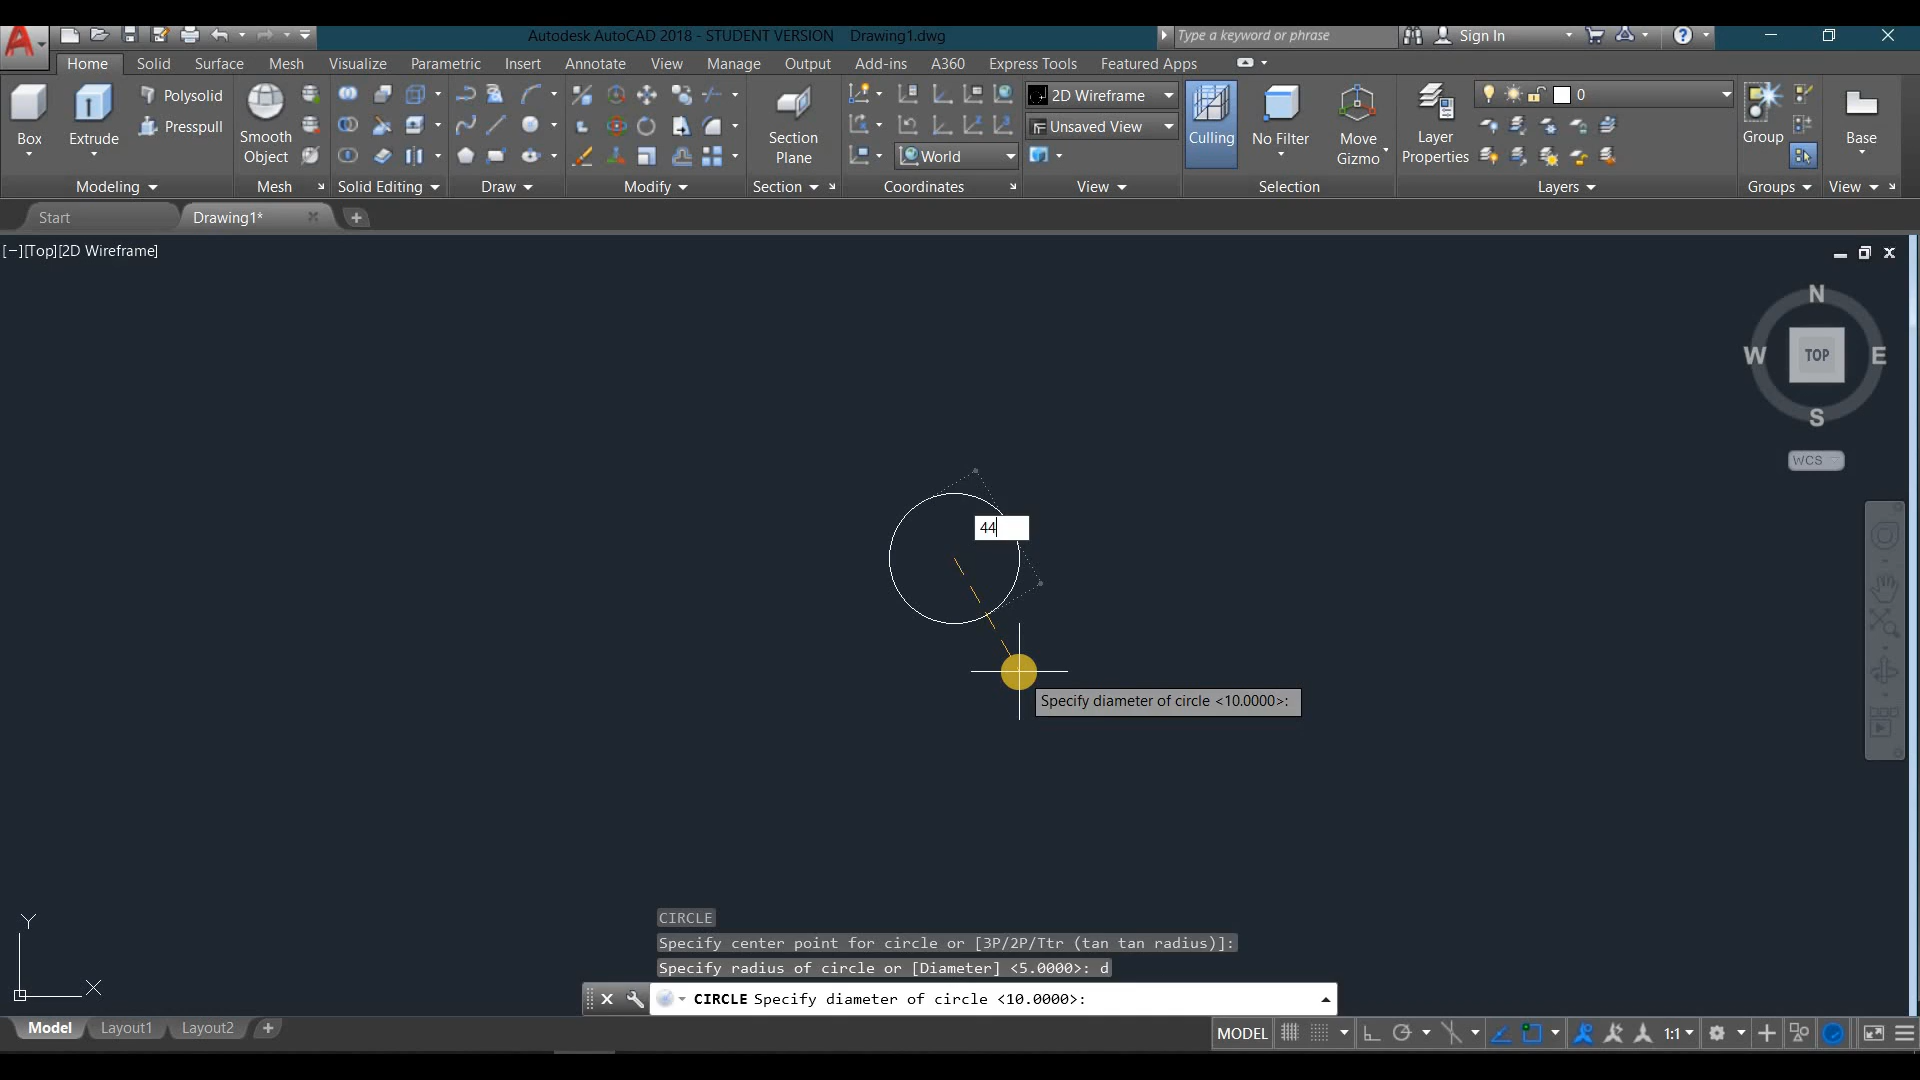 Autodesk AutoCAD 2018 - STUDENT VERSION Drawing1.dwg
Type a keyword or phrase
Sign In
Home Solid Surface Mesh Visualize Parametric Insert Annotate View Manage Output Add-ins A360 Express Tools Featured Apps
Box
Extrude
Polysolid
Presspull
Smooth
Object
Section
Plane
World
2D Wireframe
Unsaved View
Culling
No Filter
Move
Gizmo
Layer
Properties
0
Group
Base
Modeling Mesh Solid Editing Draw Modify Section Coordinates View Selection Layers Groups View
Start Drawing1*
[−][Top][2D Wireframe]
N
W TOP E
S
WCS
44
Specify diameter of circle <10.0000>:
Y
X
CIRCLE
Specify center point for circle or [3P/2P/Ttr (tan tan radius)]:
Specify radius of circle or [Diameter] <5.0000>: d
CIRCLE Specify diameter of circle <10.0000>:
Model Layout1 Layout2
MODEL
1:1